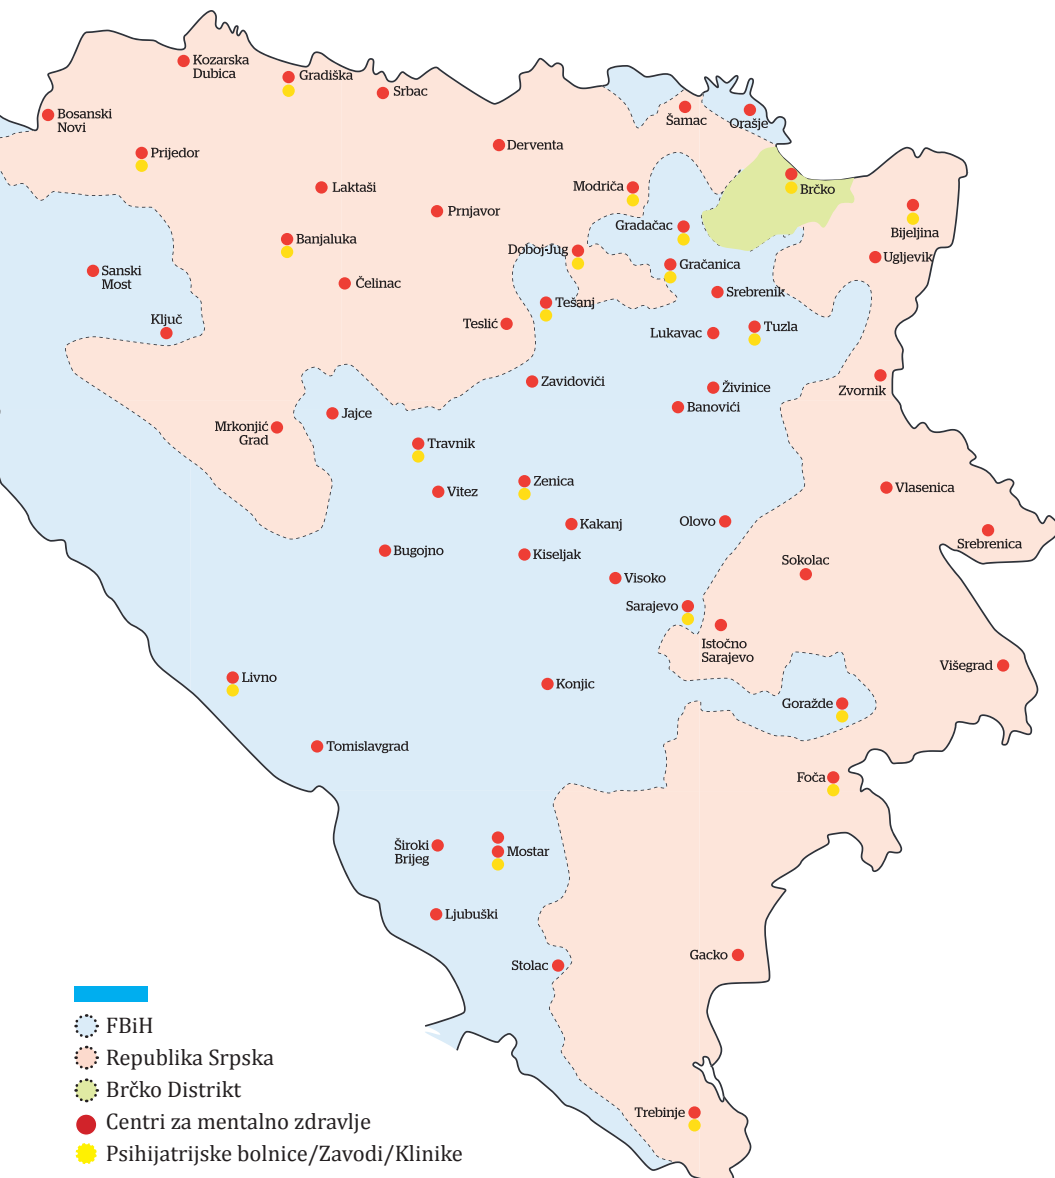 Kozarska
Dubica
Gradiška
Srbac
Bosanski
Novi
Šamac
Orašje
Prijedor
Derventa
Laktaši
Modriča
Brčko
Prnjavor
Gradačac
Bijeljina
Banjaluka
Doboj-Jug
Ugljevik
Sanski
Most
Gračanica
Čelinac
Srebrenik
Tešanj
Ključ
Teslić
Lukavac
Tuzla
Zavidovići
Živinice
Zvornik
Banovići
Jajce
Mrkonjić
Grad
Travnik
Zenica
Vitez
Vlasenica
Kakanj
Olovo
Srebrenica
Bugojno
Kiseljak
Sokolac
Visoko
Sarajevo
Istočno
Sarajevo
Višegrad
Livno
Konjic
Goražde
Tomislavgrad
Foča
Široki
Brijeg
Mostar
Ljubuški
Gacko
Stolac
Trebinje
FBiH
Republika Srpska
Brčko Distrikt
Centri za mentalno zdravlje
Psihijatrijske bolnice/Zavodi/Klinike